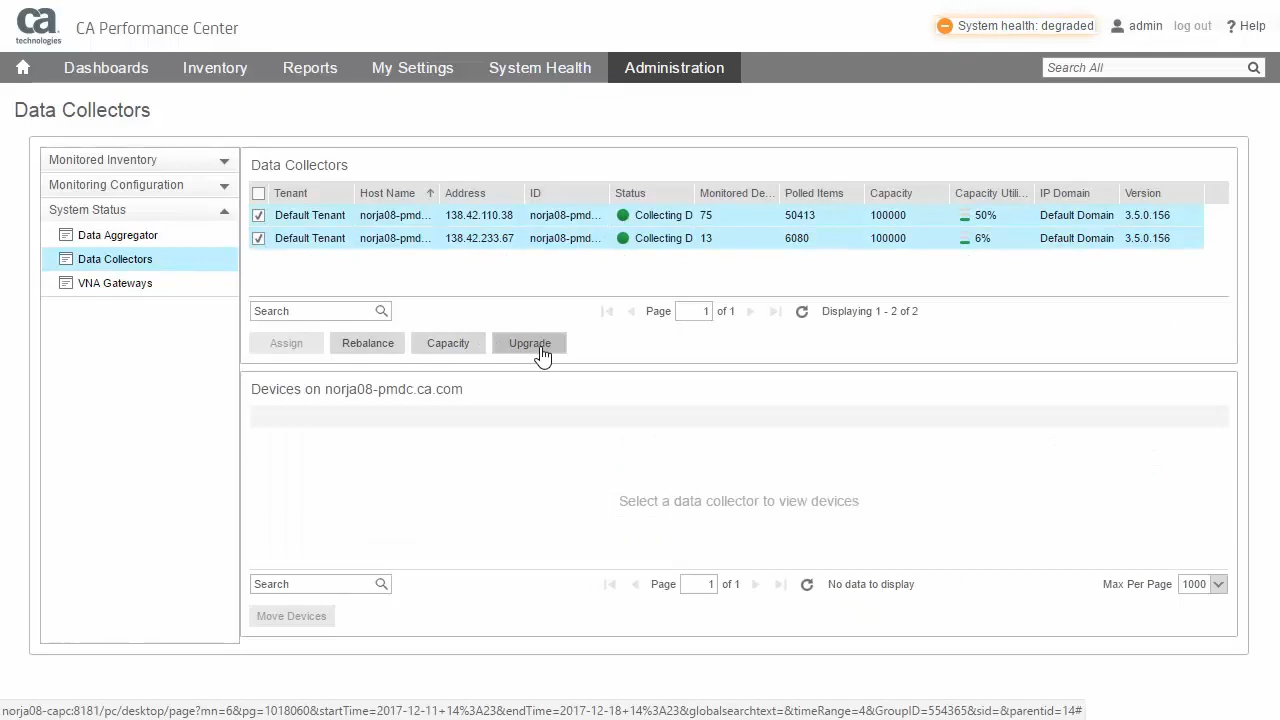 ca
technologies
CA Performance Center
System health: degraded
admin
log out
? Help
Dashboards
Inventory
Reports
My Settings
System Health
Administration
Search All
Data Collectors
Monitored Inventory
Monitoring Configuration
System Status
Data Aggregator
Data Collectors
VNA Gateways
Data Collectors
Tenant Host Name Address ID Status Monitored De... Polled Items Capacity Capacity Utili... IP Domain Version
Default Tenant norja08-pmd... 138.42.110.38 norja08-pmd... Collecting D 75 50413 100000 50% Default Domain 3.5.0.156
Default Tenant norja08-pmd... 138.42.233.67 norja08-pmd... Collecting D 13 6080 100000 6% Default Domain 3.5.0.156
Search
Page 1 of 1
Displaying 1 - 2 of 2
Assign
Rebalance
Capacity
Upgrade
Devices on norja08-pmdc.ca.com
Select a data collector to view devices
Search
Page 1 of 1
No data to display
Max Per Page 1000
Move Devices
norja08-capc:8181/pc/desktop/page?mn=6&pg=1018060&startTime=2017-12-11+14%3A23&endTime=2017-12-18+14%3A23&globalsearchtext=&timeRange=4&GroupID=554365&sid=&parentid=14#